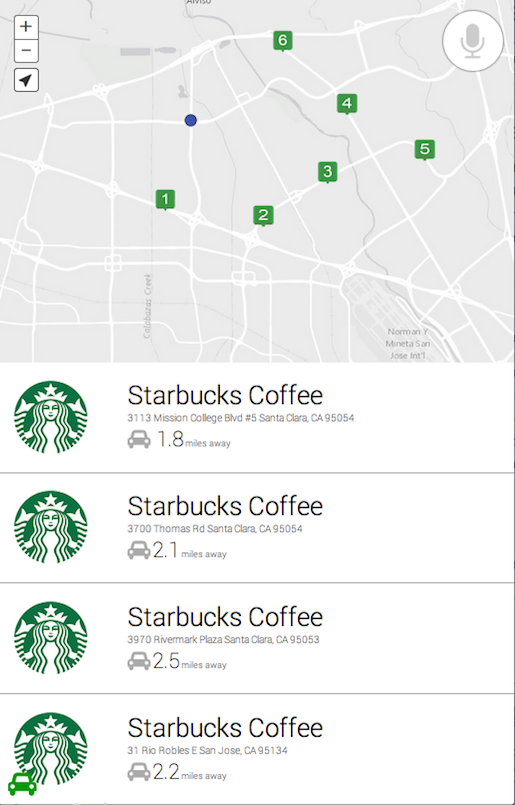 Alviso
+
−
6
4
5
3
1
2
Calabazas Creek
Norman Y
Mineta San
Jose Int'l
Starbucks Coffee
3113 Mission College Blvd #5 Santa Clara, CA 95054
1.8 miles away
Starbucks Coffee
3700 Thomas Rd Santa Clara, CA 95054
2.1 miles away
Starbucks Coffee
3970 Rivermark Plaza Santa Clara, CA 95053
2.5 miles away
Starbucks Coffee
31 Rio Robles E San Jose, CA 95134
2.2 miles away